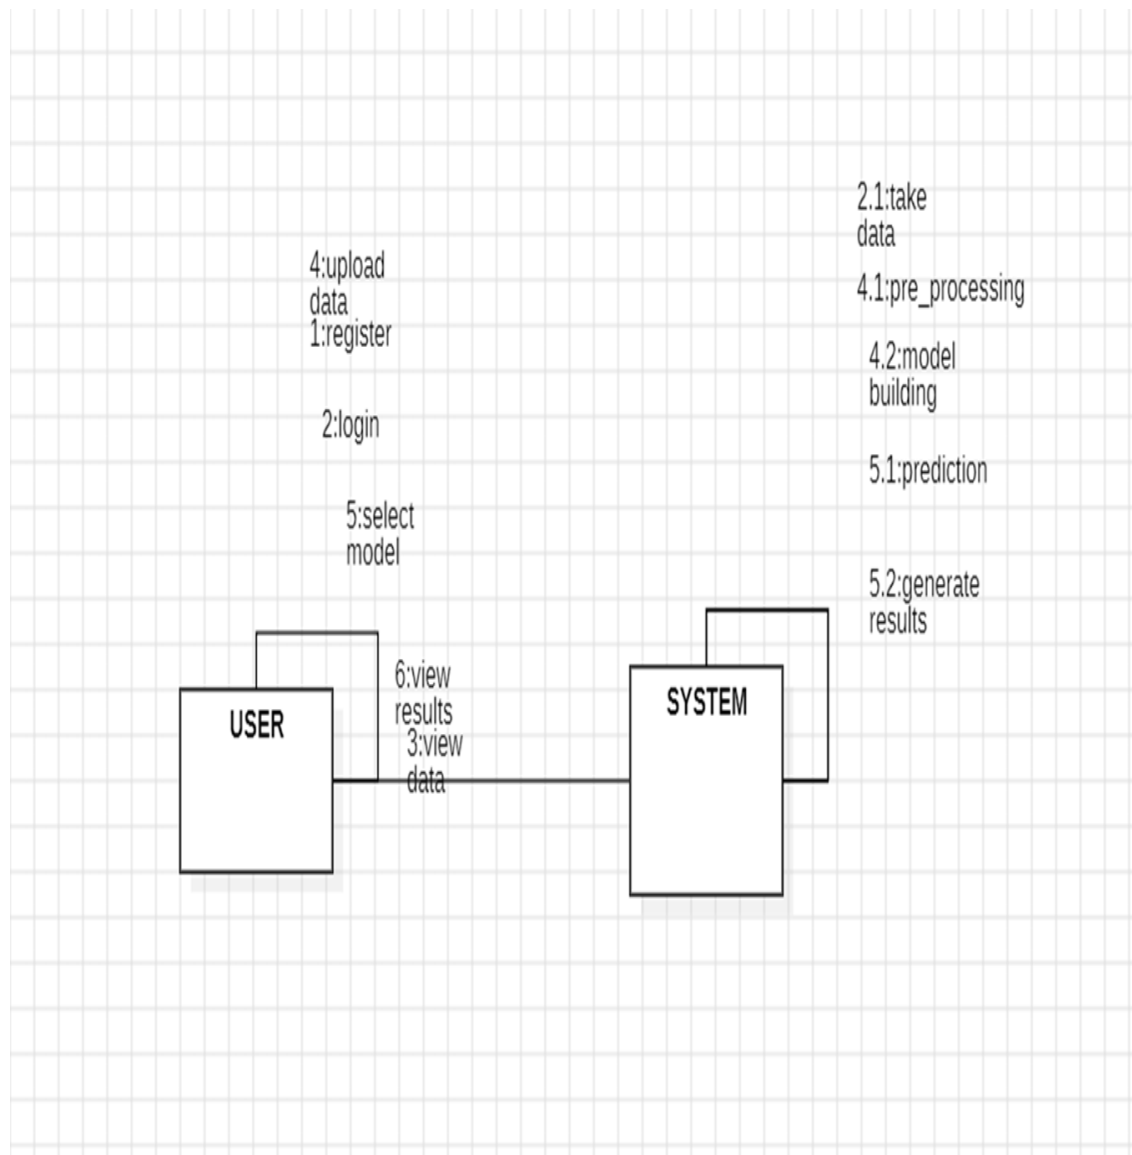 4:upload
data
1:register
2:login
5:select
model
6:view
results
3:view
data
USER
2.1:take
data
4.1:pre_processing
4.2:model
building
5.1:prediction
5.2:generate
results
SYSTEM